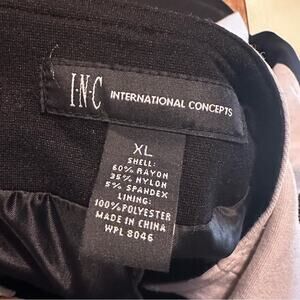 I·N·C INTERNATIONAL CONCEPTS
XL
SHELL:
60% RAYON
35% NYLON
5% SPANDEX
LINING:
100% POLYESTER
MADE IN CHINA
WPL 8046